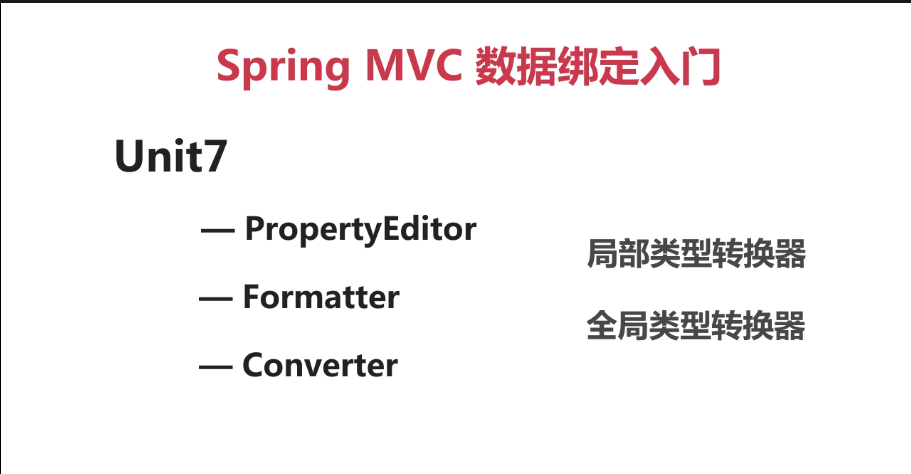 Spring MVC 数据绑定入门
Unit7
— PropertyEditor
局部类型转换器
— Formatter
全局类型转换器
— Converter